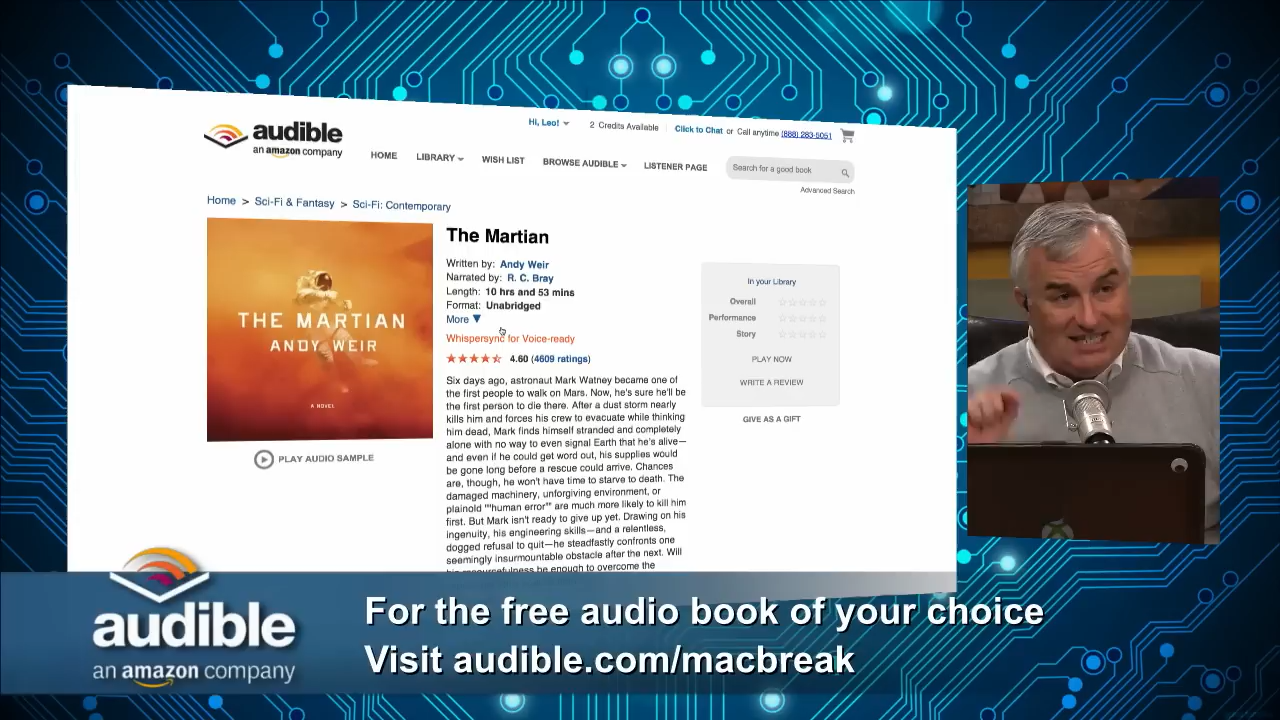 audible
an amazon company
Hi, Leo!
2 Credits Available
Click to Chat or Call anytime (888) 283-5051
HOME
LIBRARY
WISH LIST
BROWSE AUDIBLE
LISTENER PAGE
Search for a good book
Advanced Search
Home > Sci-Fi & Fantasy > Sci-Fi: Contemporary
THE MARTIAN
ANDY WEIR
A NOVEL
PLAY AUDIO SAMPLE
The Martian
Written by: Andy Weir
Narrated by: R. C. Bray
Length: 10 hrs and 53 mins
Format: Unabridged
More
Whispersync for Voice-ready
4.60 (4609 ratings)
Six days ago, astronaut Mark Watney became one of
the first people to walk on Mars. Now, he's sure he'll be
the first person to die there. After a dust storm nearly
kills him and forces his crew to evacuate while thinking
him dead, Mark finds himself stranded and completely
alone with no way to even signal Earth that he's alive—
and even if he could get word out, his supplies would
be gone long before a rescue could arrive. Chances
are, though, he won't have time to starve to death. The
damaged machinery, unforgiving environment, or
plainold """human error"" are much more likely to kill him
first. But Mark isn't ready to give up yet. Drawing on his
ingenuity, his engineering skills—and a relentless,
dogged refusal to quit—he steadfastly confronts one
seemingly insurmountable obstacle after the next. Will
his resourcefulness be enough to overcome the
In your Library
Overall
Performance
Story
PLAY NOW
WRITE A REVIEW
GIVE AS A GIFT
audible
an amazon company
For the free audio book of your choice
Visit audible.com/macbreak